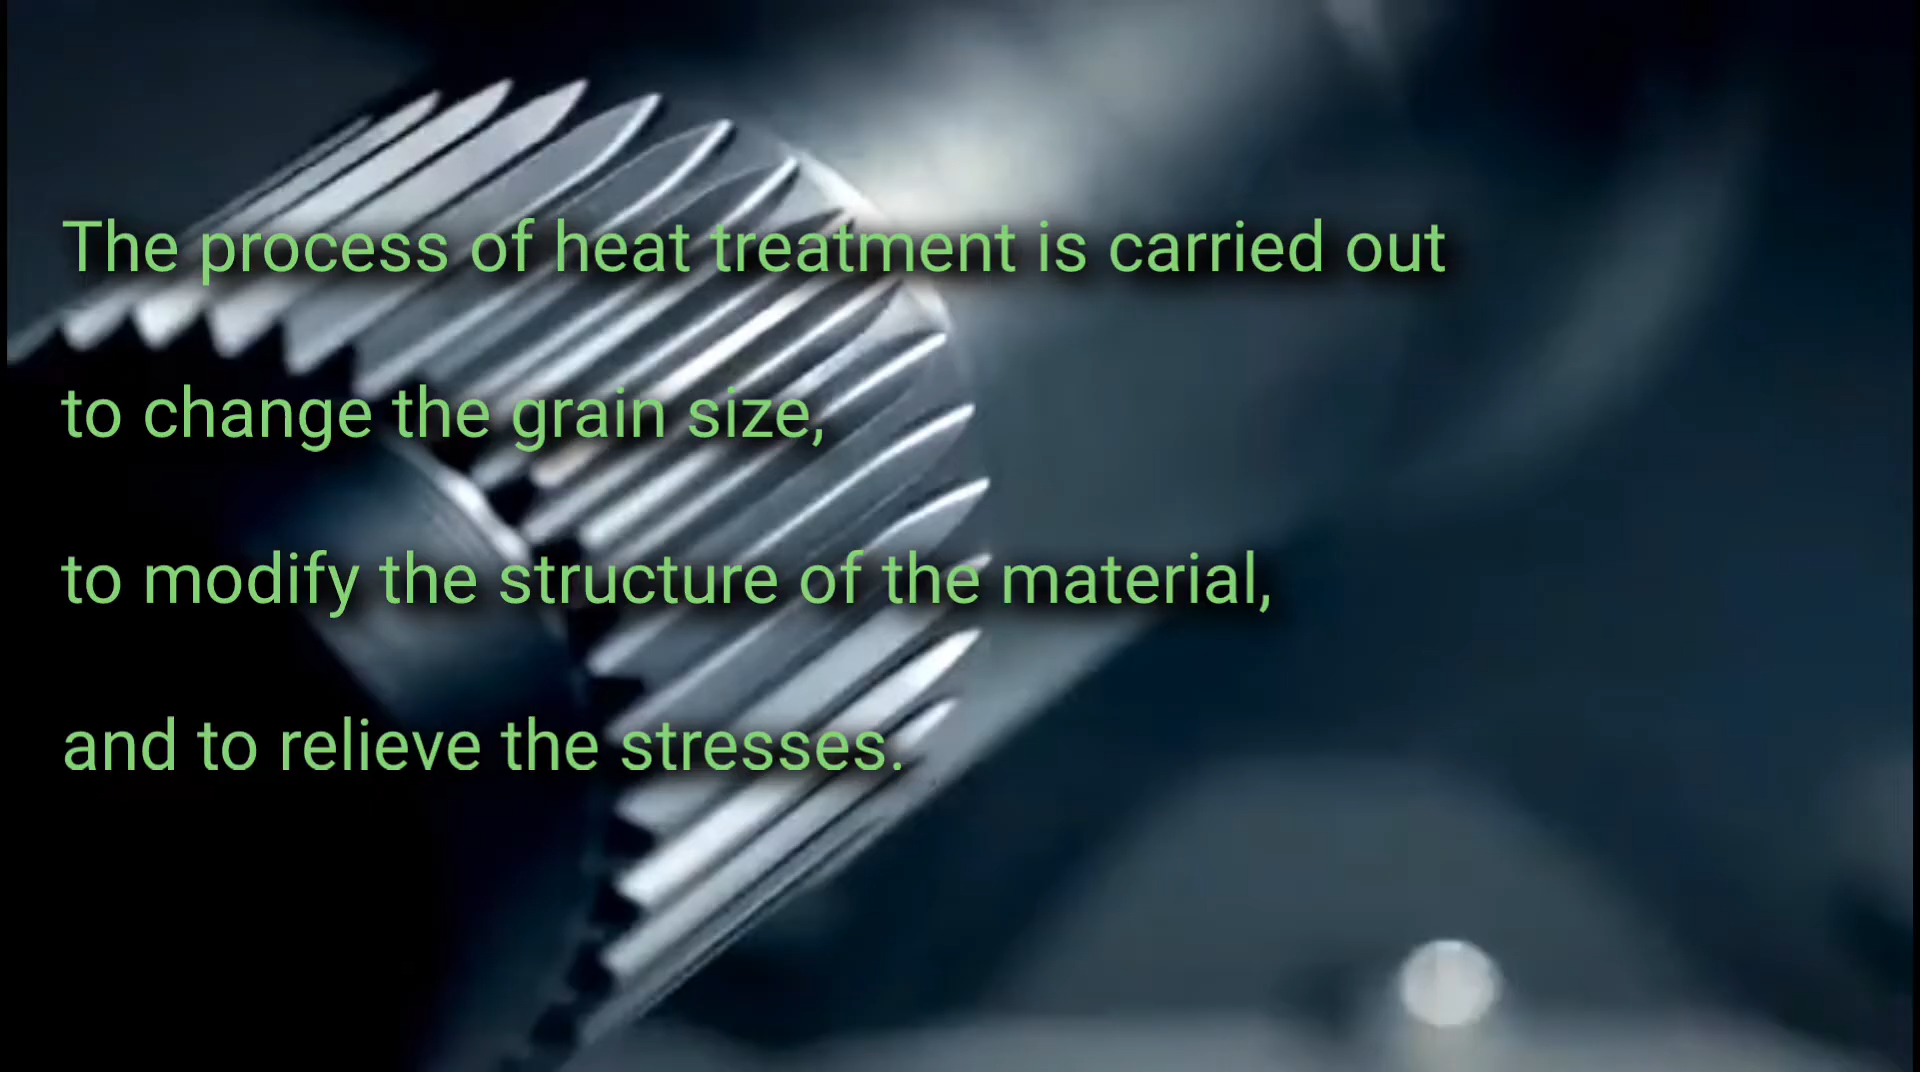 The process of heat treatment is carried out
to change the grain size,
to modify the structure of the material,
and to relieve the stresses.